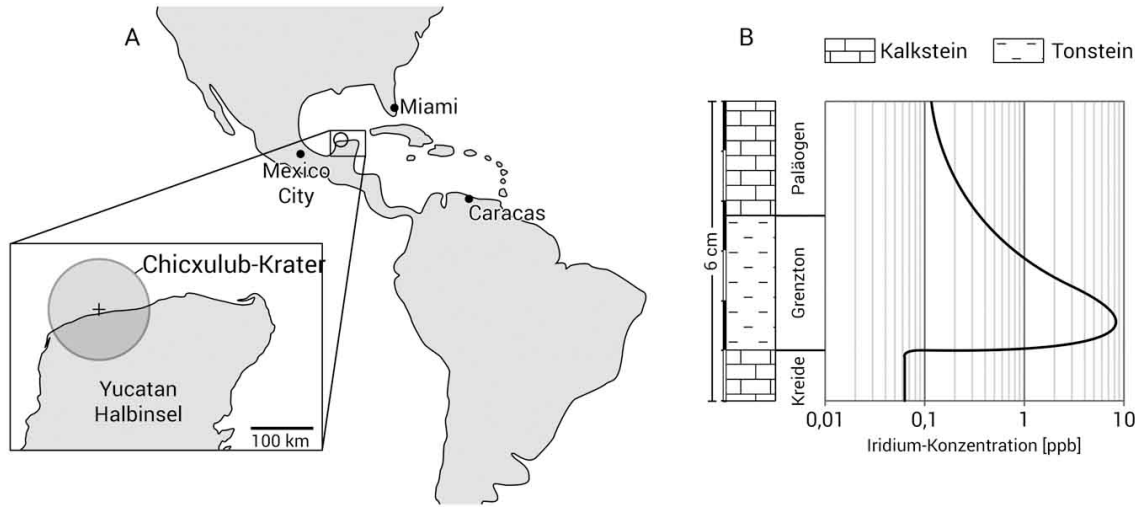 A
Miami
Mexico
City
Caracas
Chicxulub-Krater
Yucatan
Halbinsel
100 km
B
Kalkstein
Tonstein
6 cm
Paläogen
Grenzton
Kreide
0,01
0,1
1
10
Iridium-Konzentration [ppb]